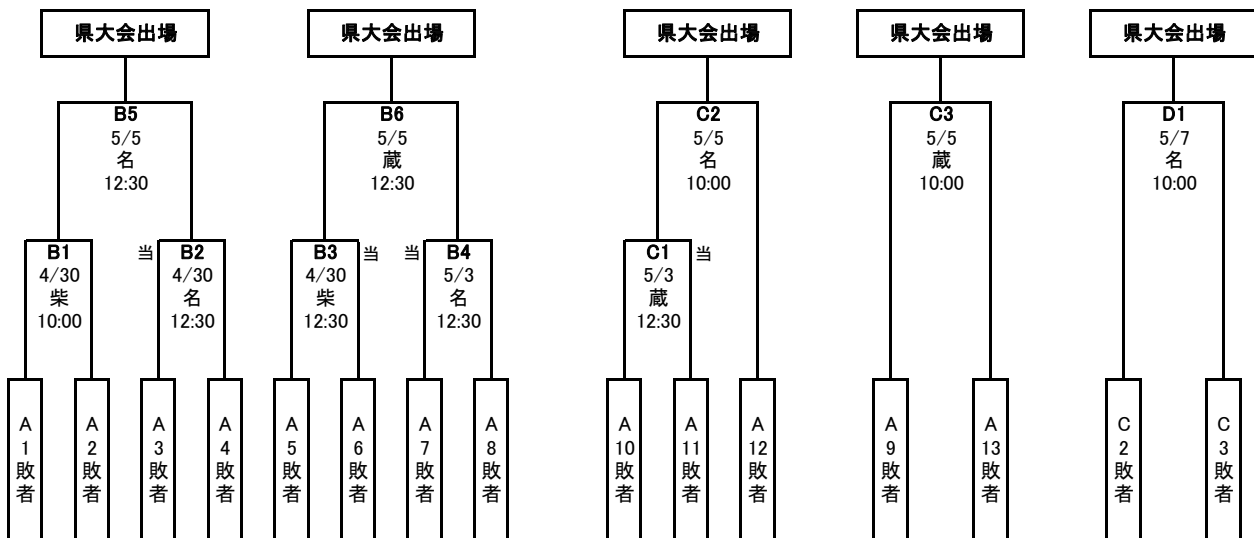 県大会出場
県大会出場
県大会出場
県大会出場
県大会出場
B5
5/5
名
12:30
B6
5/5
蔵
12:30
C2
5/5
名
10:00
C3
5/5
蔵
10:00
D1
5/7
名
10:00
B1
4/30
柴
10:00
当
B2
4/30
名
12:30
B3
4/30
柴
12:30
当
当
B4
5/3
名
12:30
C1
5/3
蔵
12:30
当
A1敗者
A2敗者
A3敗者
A4敗者
A5敗者
A6敗者
A7敗者
A8敗者
A10敗者
A11敗者
A12敗者
A9敗者
A13敗者
C2敗者
C3敗者